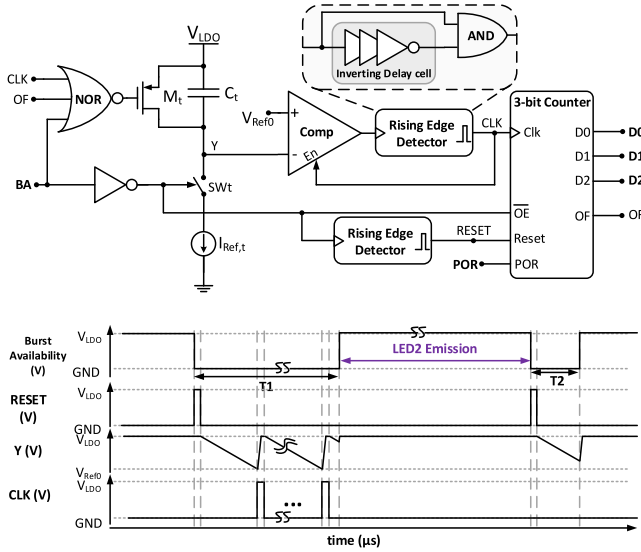 AND
Inverting Delay cell
V_LDO
CLK
OF
NOR
M_t
C_t
V_Ref0
+
Comp
-
En
Rising Edge
Detector
CLK
3-bit Counter
Clk
D0
D1
D2
OF
OE
Reset
POR
D0
D1
D2
OF
Y
BA
SWt
I_Ref,t
Rising Edge
Detector
RESET
POR
Burst
Availability
(V)
V_LDO
GND
LED2 Emission
T1
T2
RESET
(V)
V_LDO
GND
Y (V)
V_LDO
V_Ref0
CLK (V)
V_LDO
GND
time (µs)